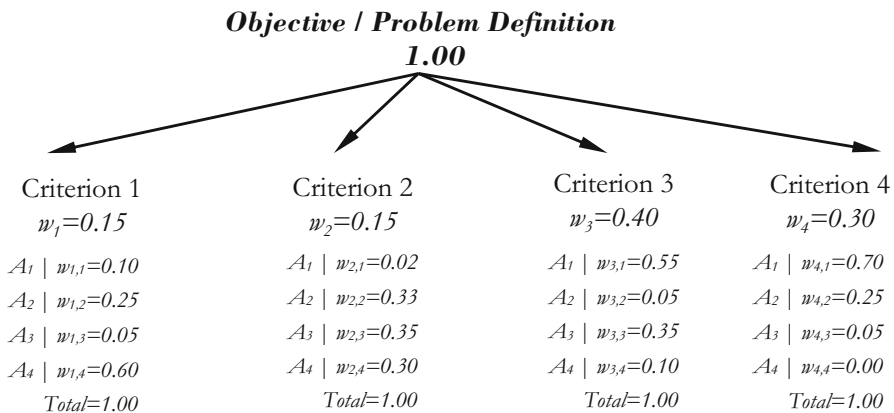 Objective / Problem Definition
1.00
Criterion 1
w1=0.15
A1 | w1,1=0.10
A2 | w1,2=0.25
A3 | w1,3=0.05
A4 | w1,4=0.60
Total=1.00
Criterion 2
w2=0.15
A1 | w2,1=0.02
A2 | w2,2=0.33
A3 | w2,3=0.35
A4 | w2,4=0.30
Total=1.00
Criterion 3
w3=0.40
A1 | w3,1=0.55
A2 | w3,2=0.05
A3 | w3,3=0.35
A4 | w3,4=0.10
Total=1.00
Criterion 4
w4=0.30
A1 | w4,1=0.70
A2 | w4,2=0.25
A3 | w4,3=0.05
A4 | w4,4=0.00
Total=1.00